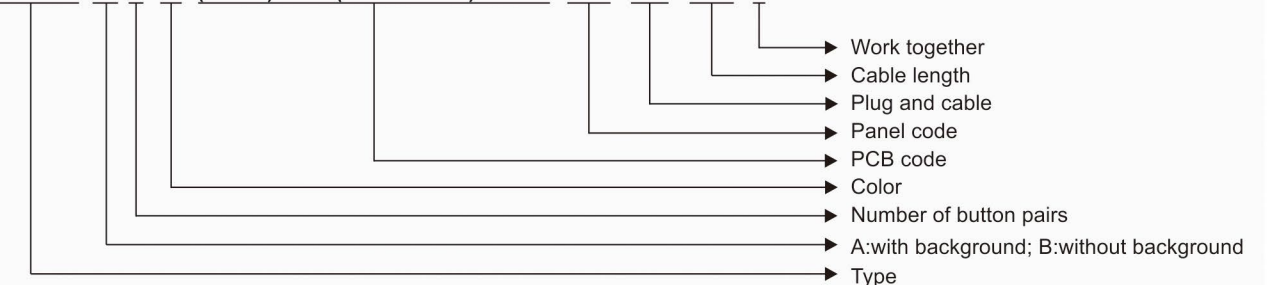 Work together
Cable length
Plug and cable
Panel code
PCB code
Color
Number of button pairs
A:with background; B:without background
Type